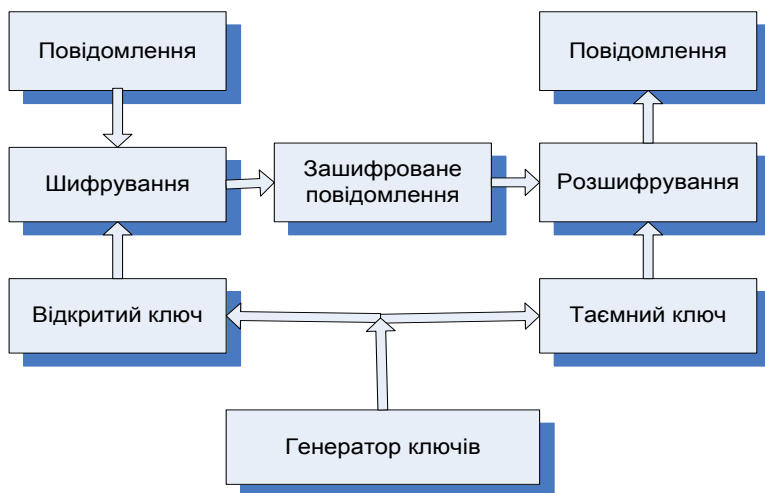 Повідомлення
Повідомлення
Шифрування
Зашифроване
повідомлення
Розшифрування
Відкритий ключ
Таємний ключ
Генератор ключів